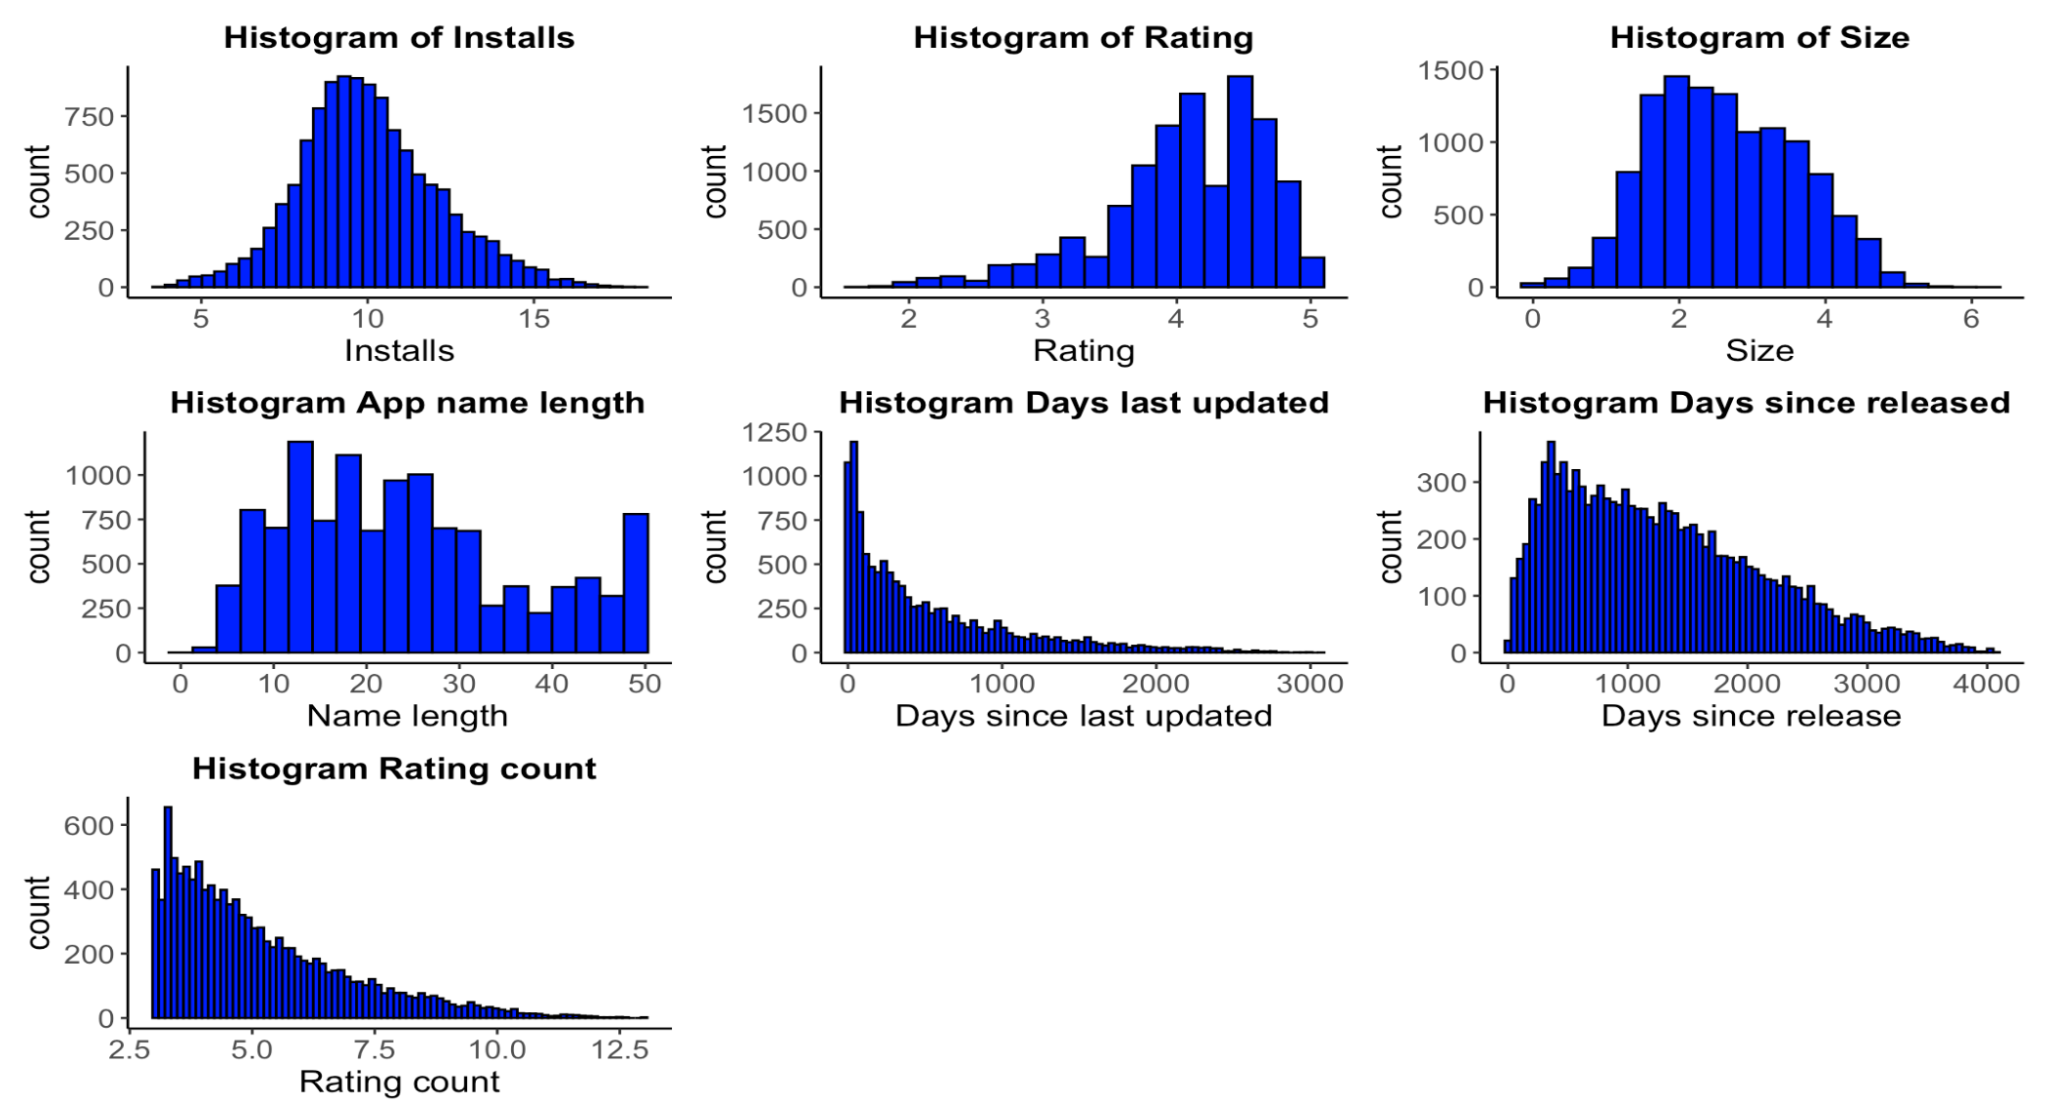 Histogram of Installs
count
750
500
250
0
5 10 15
Installs
Histogram of Rating
count
1500
1000
500
0
2 3 4 5
Rating
Histogram of Size
count
1500
1000
500
0
0 2 4 6
Size
Histogram App name length
count
1000
750
500
250
0
0 10 20 30 40 50
Name length
Histogram Days last updated
count
1250
1000
750
500
250
0
0 1000 2000 3000
Days since last updated
Histogram Days since released
count
300
200
100
0
0 1000 2000 3000 4000
Days since release
Histogram Rating count
count
600
400
200
0
2.5 5.0 7.5 10.0 12.5
Rating count